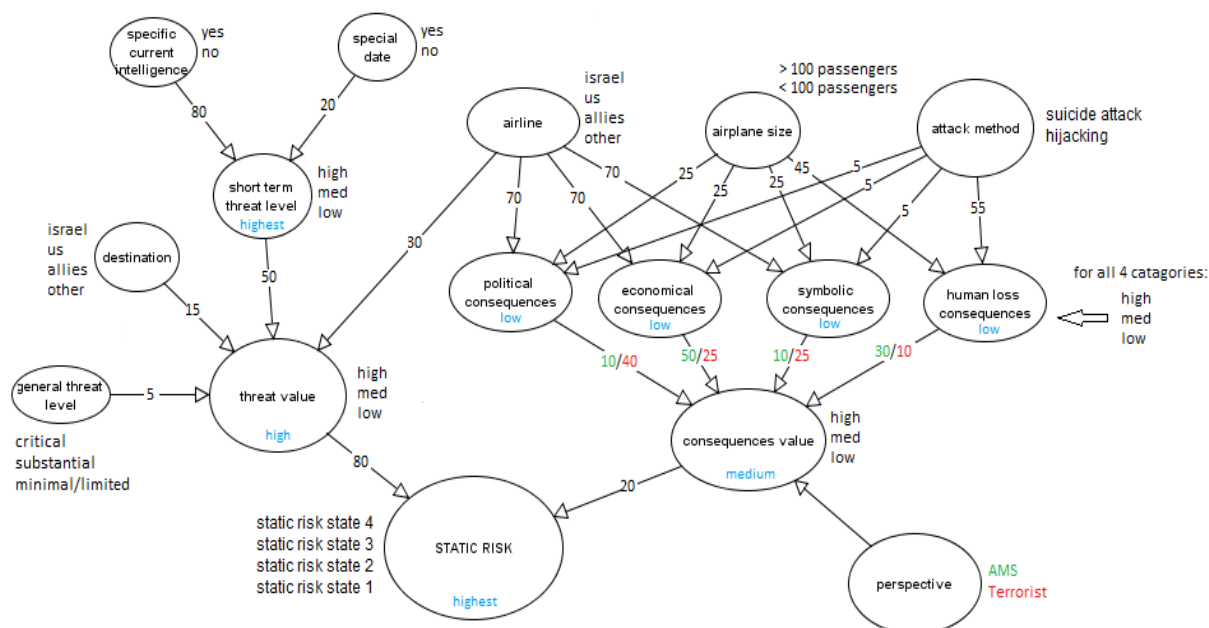 specific
current
intelligence
yes
no
special
date
yes
no
80
20
short term
threat level
highest
high
med
low
airline
israel
us
allies
other
> 100 passengers
< 100 passengers
airplane size
attack method
suicide attack
hijacking
70
70
70
25
25
25
45
5
5
5
55
30
israel
us
allies
other
destination
15
50
political
consequences
low
economical
consequences
low
symbolic
consequences
low
human loss
consequences
low
for all 4 catagories:
high
med
low
10/40
50/25
10/25
30/10
general threat
level
5
critical
substantial
minimal/limited
threat value
high
high
med
low
consequences value
medium
high
med
low
80
20
static risk state 4
static risk state 3
static risk state 2
static risk state 1
STATIC RISK
highest
perspective
AMS
Terrorist